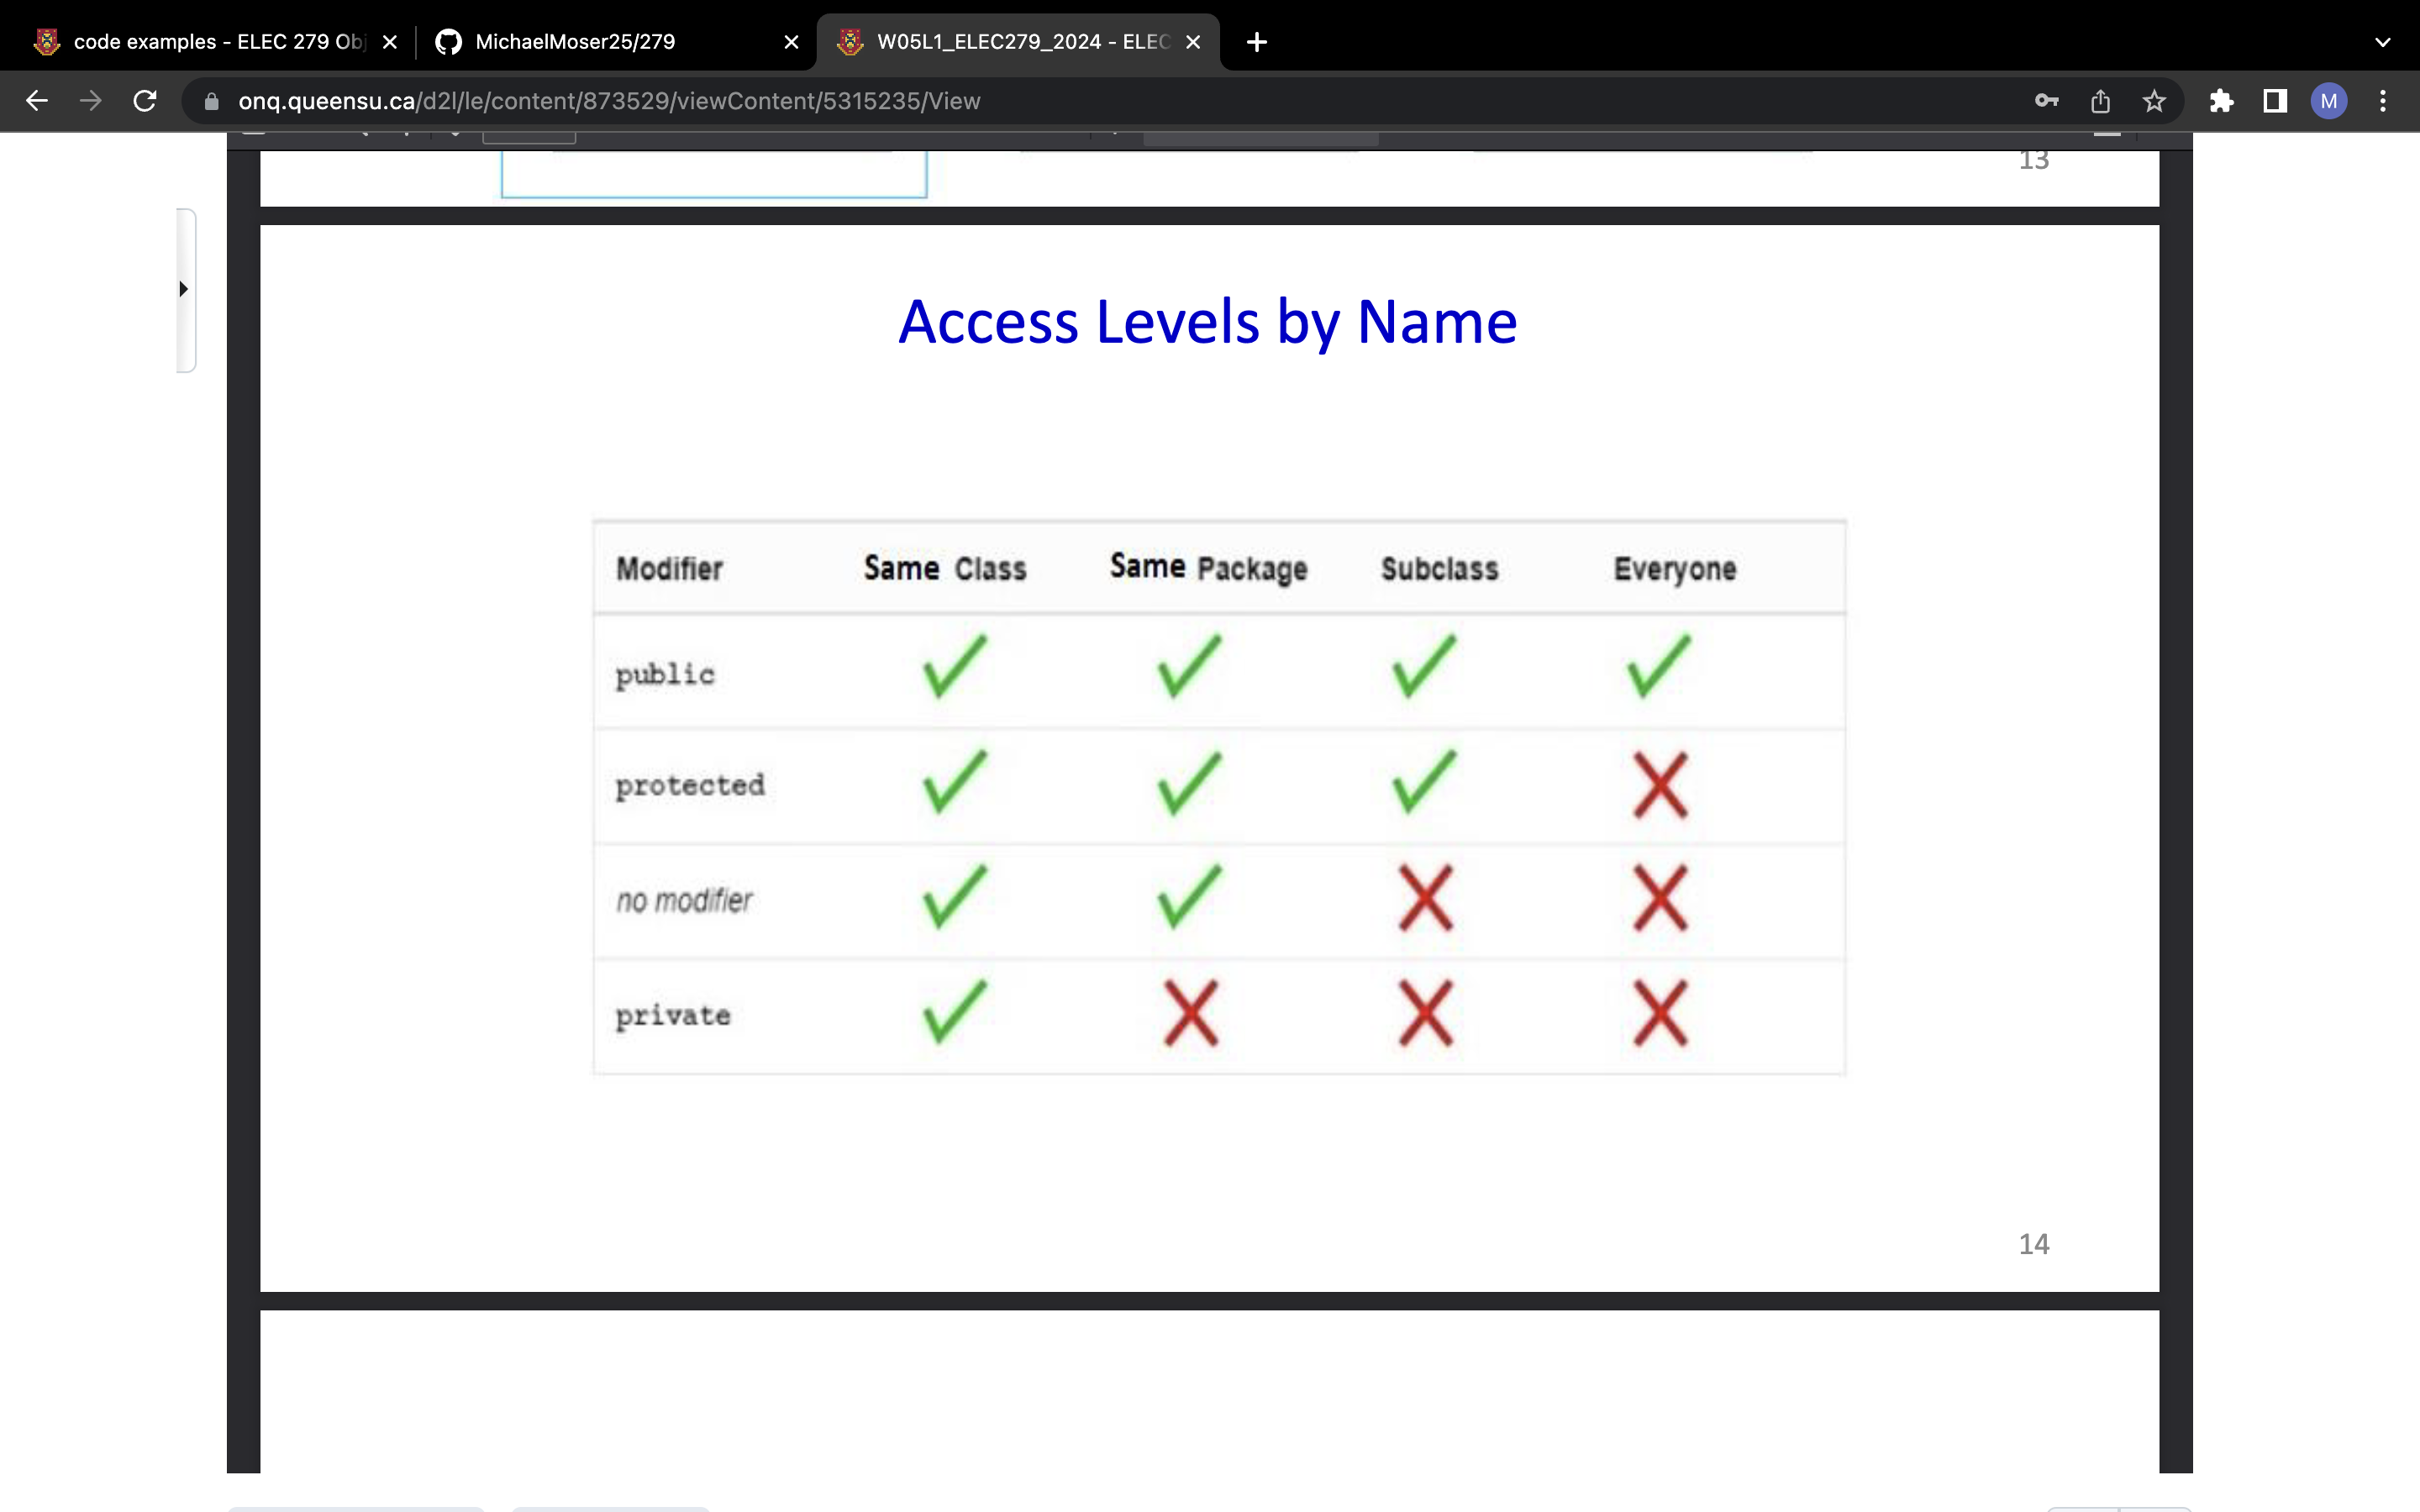 code examples - ELEC 279 Obj
MichaelMoser25/279
W05L1_ELEC279_2024 - ELEC
onq.queensu.ca/d2l/le/content/873529/viewContent/5315235/View
M
13
Access Levels by Name
Modifier Same Class Same Package Subclass Everyone
public
protected
no modifier
private
14